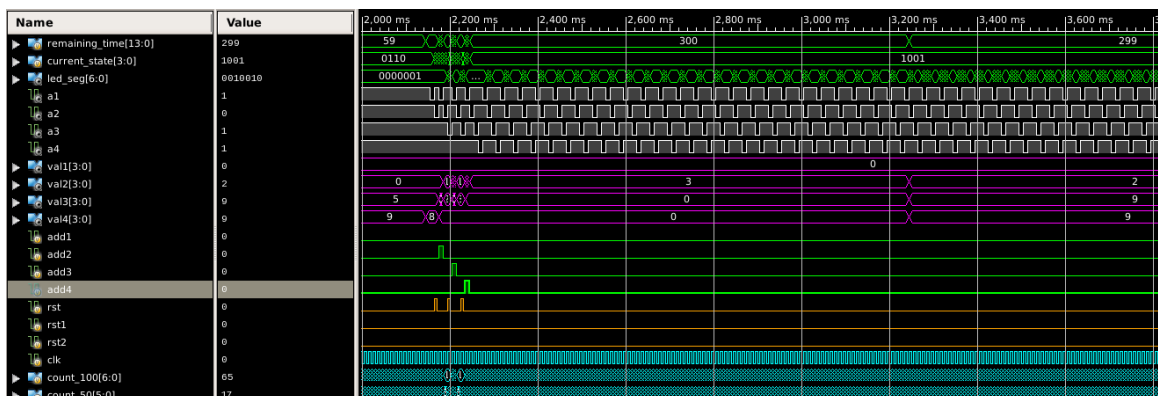 Name Value 2,000 ms 2,200 ms 2,400 ms 2,600 ms 2,800 ms 3,000 ms 3,200 ms 3,400 ms 3,600 ms
remaining_time[13:0] 299 59 300 299
current_state[3:0] 1001 0110 1001
led_seg[6:0] 0010010 0000001 ...
a1 1
a2 0
a3 1
a4 1
val1[3:0] 0 0
val2[3:0] 2 0 3 2
val3[3:0] 9 5 0 9
val4[3:0] 9 9 8 0 9
add1 0
add2 0
add3 0
add4 0
rst 0
rst1 0
rst2 0
clk 0
count_100[6:0] 65
count_50[5:0] 17